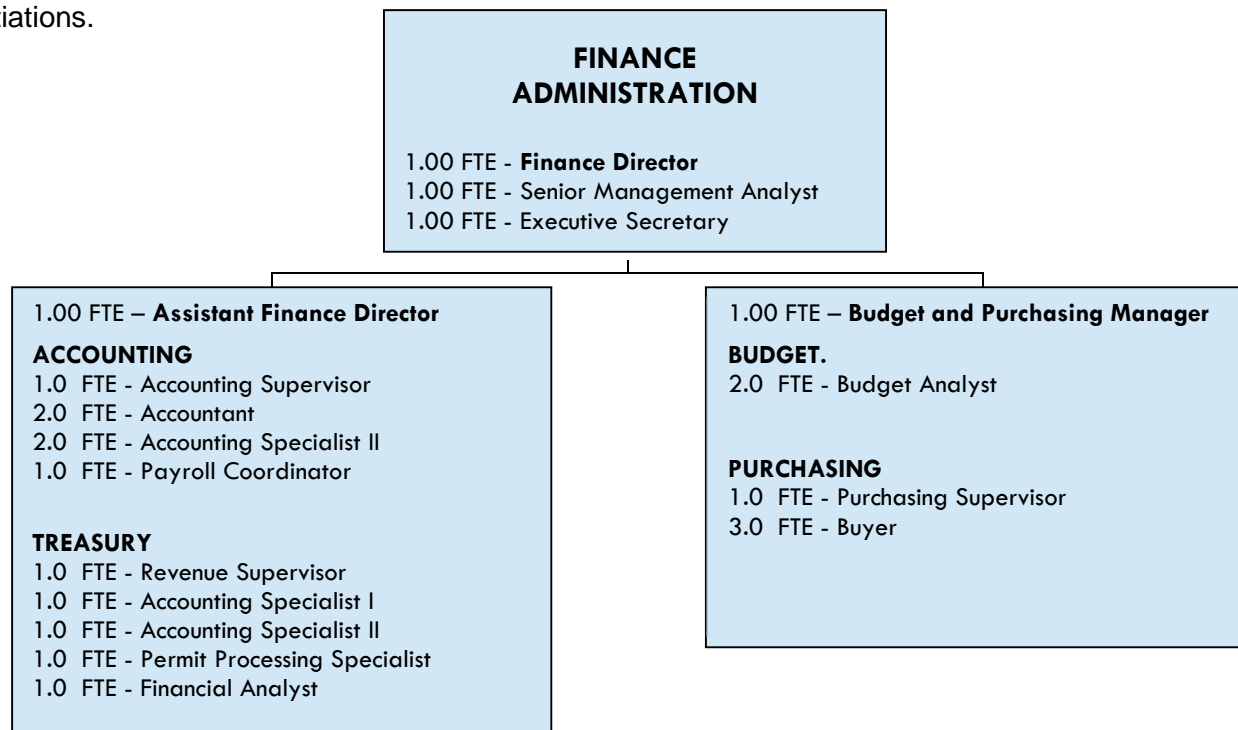 tiations.
FINANCE
ADMINISTRATION
1.00 FTE - Finance Director
1.00 FTE - Senior Management Analyst
1.00 FTE - Executive Secretary
1.00 FTE – Assistant Finance Director
ACCOUNTING
1.0 FTE - Accounting Supervisor
2.0 FTE - Accountant
2.0 FTE - Accounting Specialist II
1.0 FTE - Payroll Coordinator
TREASURY
1.0 FTE - Revenue Supervisor
1.0 FTE - Accounting Specialist I
1.0 FTE - Accounting Specialist II
1.0 FTE - Permit Processing Specialist
1.0 FTE - Financial Analyst
1.00 FTE – Budget and Purchasing Manager
BUDGET.
2.0 FTE - Budget Analyst
PURCHASING
1.0 FTE - Purchasing Supervisor
3.0 FTE - Buyer